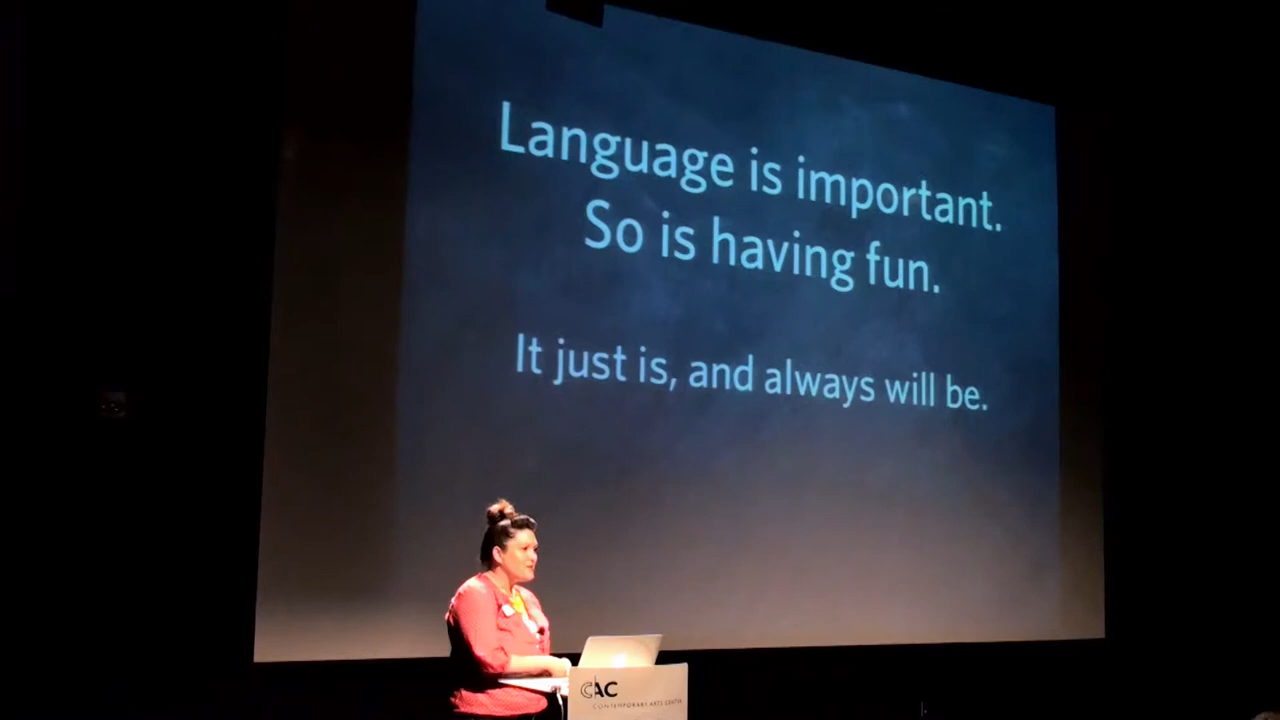 Language is important.
So is having fun.
It just is, and always will be.
CAC
CONTEMPORARY ARTS CENTER